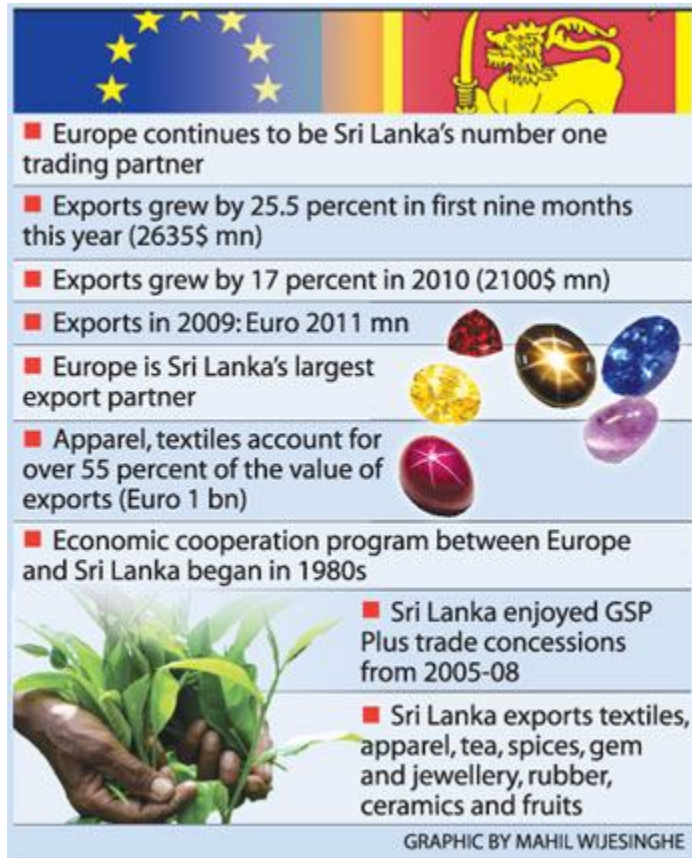 Europe continues to be Sri Lanka's number one
trading partner
Exports grew by 25.5 percent in first nine months
this year (2635$ mn)
Exports grew by 17 percent in 2010 (2100$ mn)
Exports in 2009: Euro 2011 mn
Europe is Sri Lanka's largest
export partner
Apparel, textiles account for
over 55 percent of the value of
exports (Euro 1 bn)
Economic cooperation program between Europe
and Sri Lanka began in 1980s
Sri Lanka enjoyed GSP
Plus trade concessions
from 2005-08
Sri Lanka exports textiles,
apparel, tea, spices, gem
and jewellery, rubber,
ceramics and fruits
GRAPHIC BY MAHIL WIJESINGHE